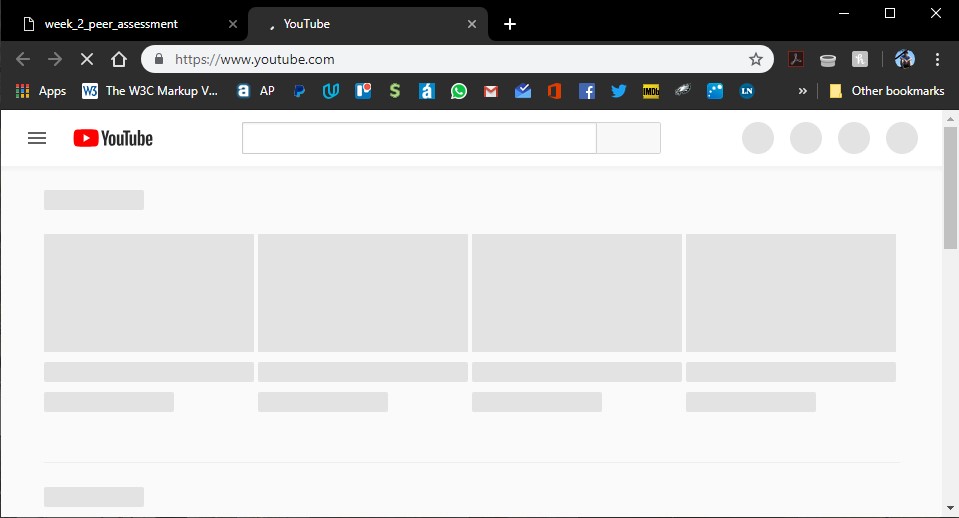 week_2_peer_assessment YouTube
https://www.youtube.com
Apps W3 The W3C Markup V... a AP S á IMDb LN » Other bookmarks
YouTube